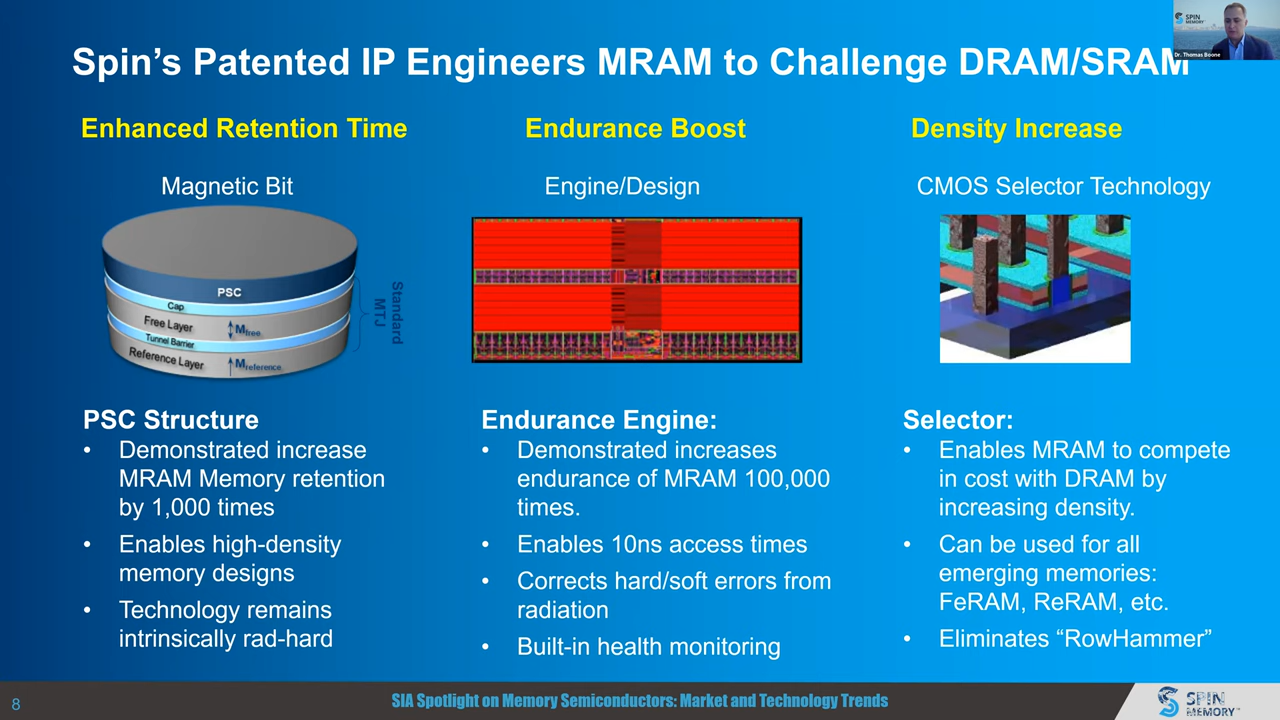 SPIN
MEMORY
Dr. Thomas Boone
Spin’s Patented IP Engineers MRAM to Challenge DRAM/SRAM
Enhanced Retention Time
Endurance Boost
Density Increase
Magnetic Bit
Engine/Design
CMOS Selector Technology
PSC
Cap
Free Layer
Mfree
Tunnel Barrier
Reference Layer
Mreference
Standard
MTJ
PSC Structure
• Demonstrated increase
MRAM Memory retention
by 1,000 times
• Enables high-density
memory designs
• Technology remains
intrinsically rad-hard
Endurance Engine:
• Demonstrated increases
endurance of MRAM 100,000
times.
• Enables 10ns access times
• Corrects hard/soft errors from
radiation
• Built-in health monitoring
Selector:
• Enables MRAM to compete
in cost with DRAM by
increasing density.
• Can be used for all
emerging memories:
FeRAM, ReRAM, etc.
• Eliminates “RowHammer”
8
SIA Spotlight on Memory Semiconductors: Market and Technology Trends
SPIN
MEMORY™